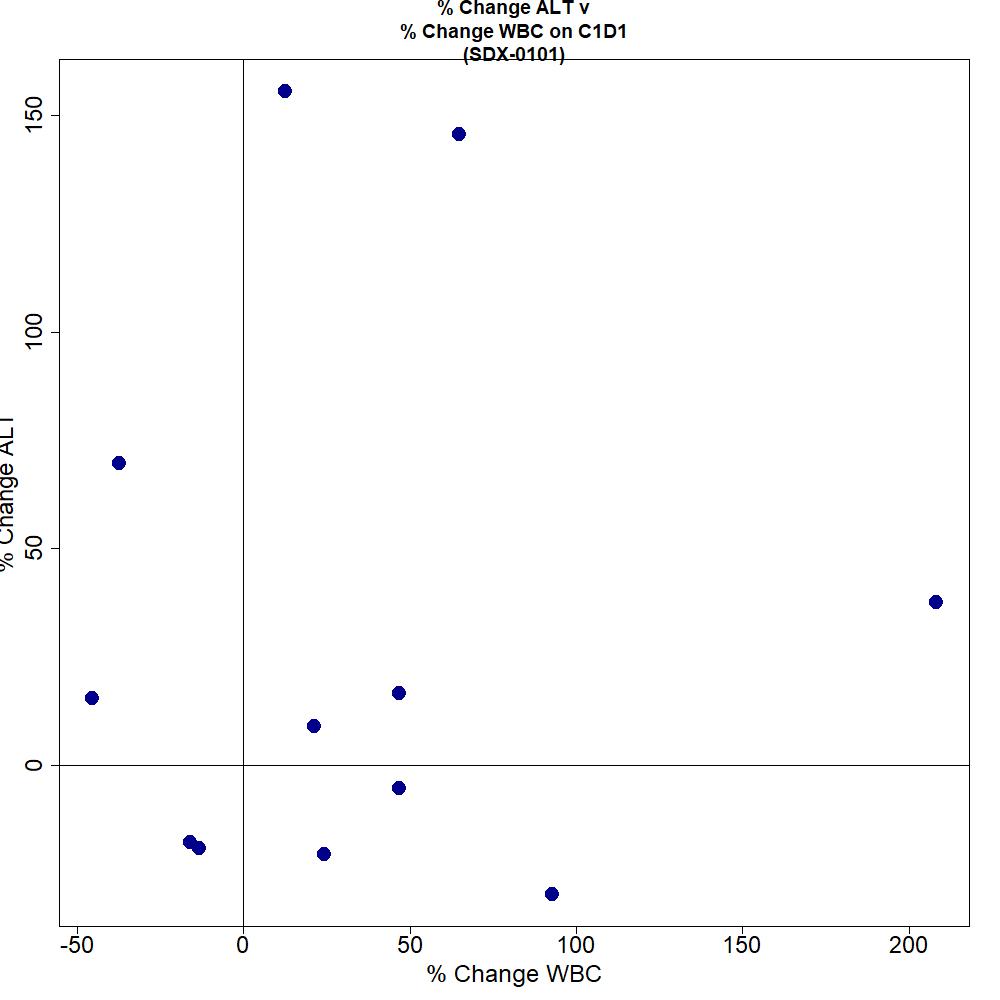 % Change ALT v
% Change WBC on C1D1
(SDX-0101)
% Change ALT
150
100
50
0
-50 0 50 100 150 200
% Change WBC